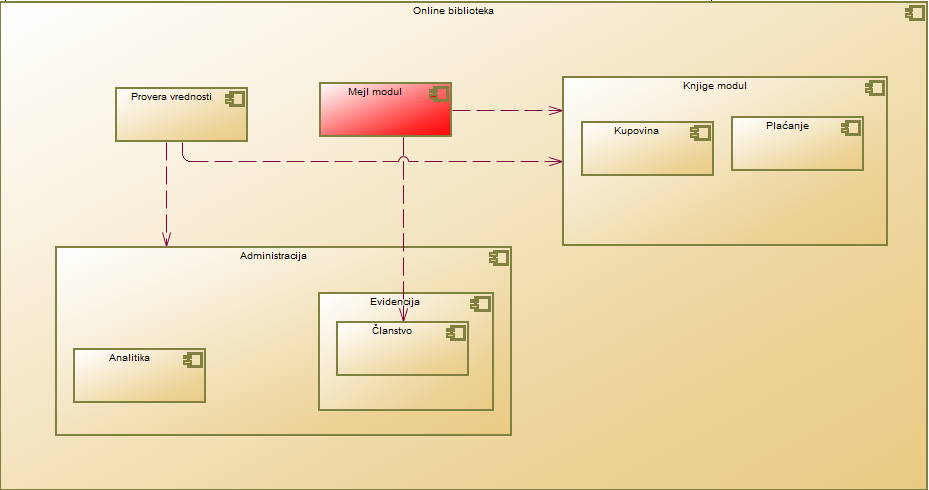 Online biblioteka
Provera vrednosti
Mejl modul
Knjige modul
Kupovina
Plaćanje
Administracija
Evidencija
Članstvo
Analitika